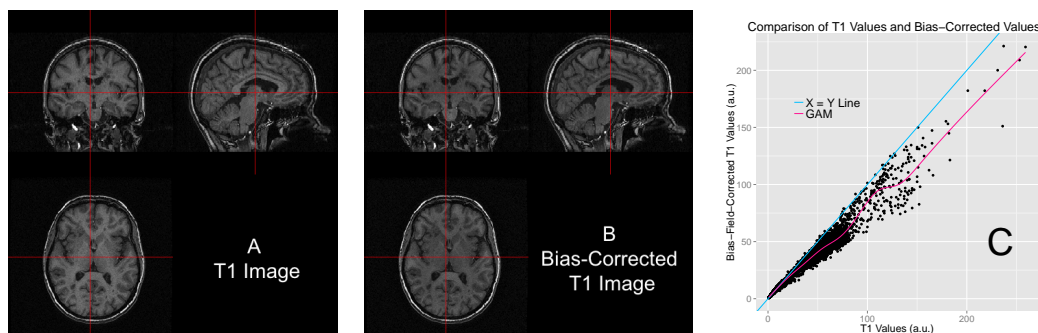 A
T1 Image
B
Bias-Corrected
T1 Image
Comparison of T1 Values and Bias−Corrected Values
Bias−Field−Corrected T1 Values (a.u.)
200
150
100
50
0
X = Y Line
GAM
C
0
100
200
T1 Values (a.u.)